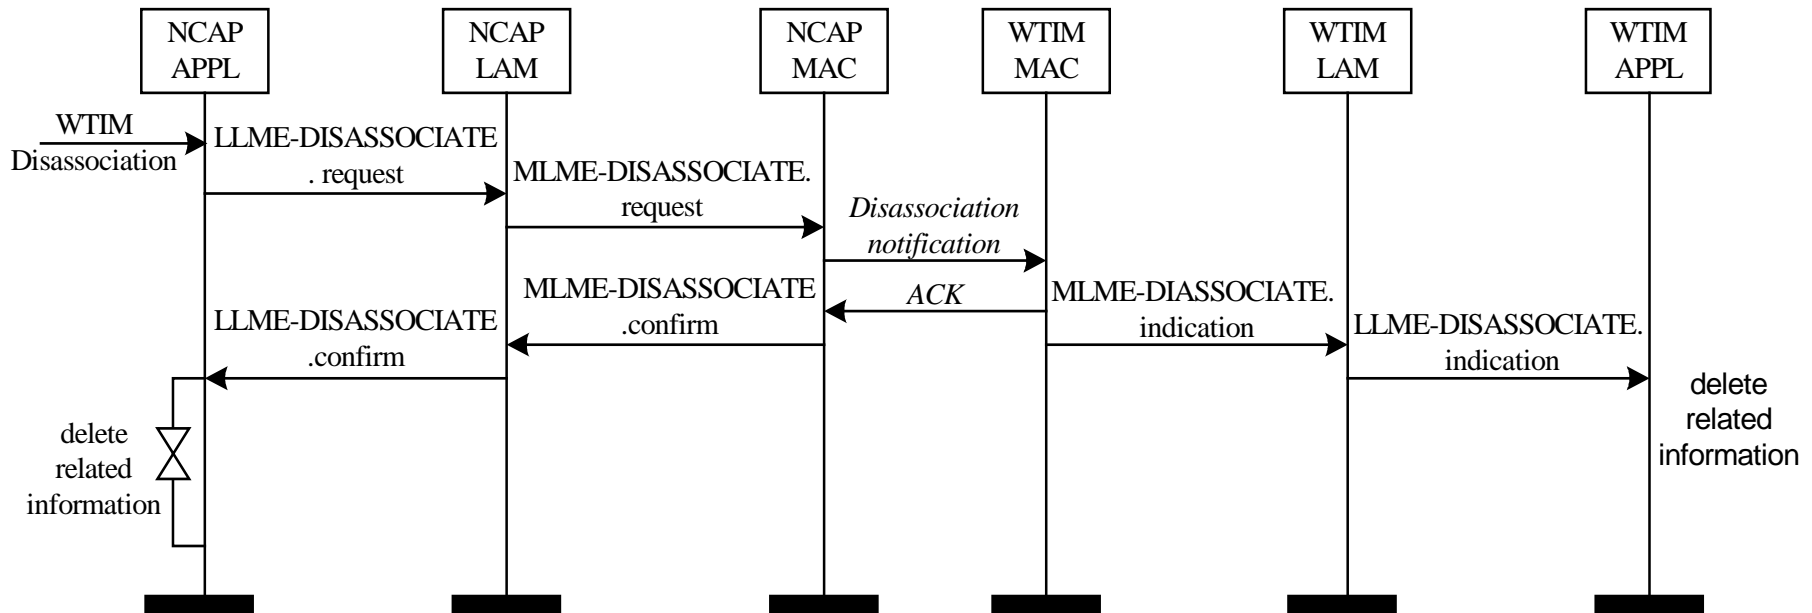 NCAP
APPL
NCAP
LAM
NCAP
MAC
WTIM
MAC
WTIM
LAM
WTIM
APPL
WTIM
Disassociation
LLME-DISASSOCIATE
. request
MLME-DISASSOCIATE.
request
Disassociation
notification
ACK
MLME-DISASSOCIATE
.confirm
LLME-DISASSOCIATE
.confirm
MLME-DIASSOCIATE.
indication
LLME-DISASSOCIATE.
indication
delete
related
information
delete
related
information